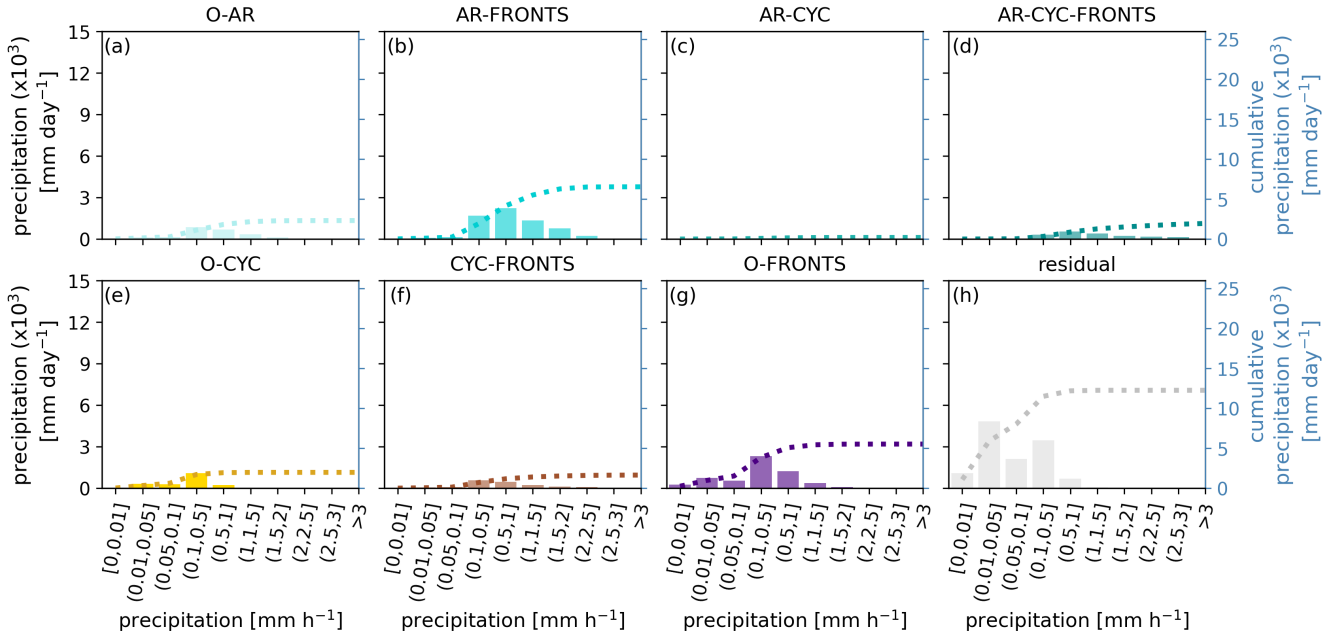 O-AR AR-FRONTS AR-CYC AR-CYC-FRONTS
(a) (b) (c) (d)
precipitation (x10³)
[mm day⁻¹]
15
12
9
6
3
0
25
20
15
10
5
0
cumulative
precipitation (x10³)
[mm day⁻¹]
O-CYC CYC-FRONTS O-FRONTS residual
(e) (f) (g) (h)
precipitation (x10³)
[mm day⁻¹]
15
12
9
6
3
0
25
20
15
10
5
0
cumulative
precipitation (x10³)
[mm day⁻¹]
[0,0.01] (0.01,0.05] (0.05,0.1] (0.1,0.5] (0.5,1] (1,1.5] (1.5,2] (2,2.5] (2.5,3] >3
[0,0.01] (0.01,0.05] (0.05,0.1] (0.1,0.5] (0.5,1] (1,1.5] (1.5,2] (2,2.5] (2.5,3] >3
[0,0.01] (0.01,0.05] (0.05,0.1] (0.1,0.5] (0.5,1] (1,1.5] (1.5,2] (2,2.5] (2.5,3] >3
[0,0.01] (0.01,0.05] (0.05,0.1] (0.1,0.5] (0.5,1] (1,1.5] (1.5,2] (2,2.5] (2.5,3] >3
precipitation [mm h⁻¹] precipitation [mm h⁻¹] precipitation [mm h⁻¹] precipitation [mm h⁻¹]